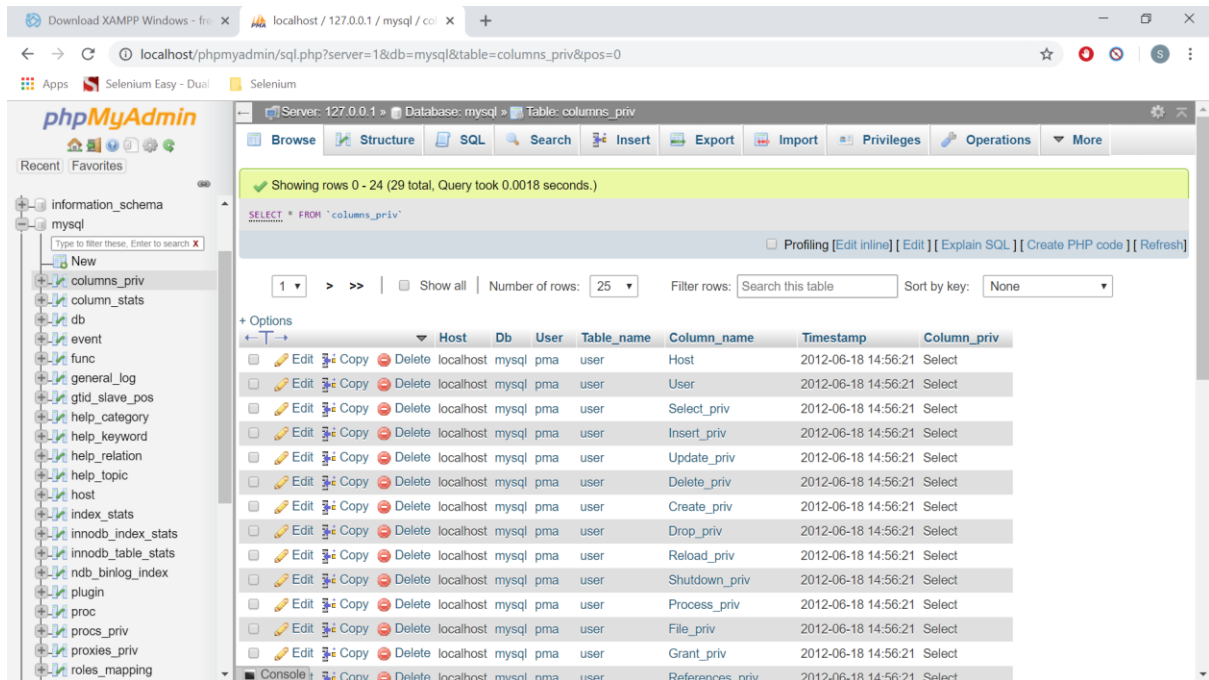 Download XAMPP Windows - fre
localhost / 127.0.0.1 / mysql / col
localhost/phpmyadmin/sql.php?server=1&db=mysql&table=columns_priv&pos=0
S
Apps Selenium Easy - Dual Selenium
phpMyAdmin
Recent Favorites
information_schema
mysql
Type to filter these, Enter to search X
New
columns_priv
column_stats
db
event
func
general_log
gtid_slave_pos
help_category
help_keyword
help_relation
help_topic
host
index_stats
innodb_index_stats
innodb_table_stats
ndb_binlog_index
plugin
proc
procs_priv
proxies_priv
roles_mapping
Server: 127.0.0.1 » Database: mysql » Table: columns_priv
Browse Structure SQL Search Insert Export Import Privileges Operations More
Showing rows 0 - 24 (29 total, Query took 0.0018 seconds.)
SELECT * FROM `columns_priv`
Profiling [Edit inline] [ Edit ] [ Explain SQL ] [ Create PHP code ] [ Refresh]
1 > >> | Show all | Number of rows: 25 Filter rows: Search this table Sort by key: None
+ Options
←T→ Host Db User Table_name Column_name Timestamp Column_priv
Edit Copy Delete localhost mysql pma user Host 2012-06-18 14:56:21 Select
Edit Copy Delete localhost mysql pma user User 2012-06-18 14:56:21 Select
Edit Copy Delete localhost mysql pma user Select_priv 2012-06-18 14:56:21 Select
Edit Copy Delete localhost mysql pma user Insert_priv 2012-06-18 14:56:21 Select
Edit Copy Delete localhost mysql pma user Update_priv 2012-06-18 14:56:21 Select
Edit Copy Delete localhost mysql pma user Delete_priv 2012-06-18 14:56:21 Select
Edit Copy Delete localhost mysql pma user Create_priv 2012-06-18 14:56:21 Select
Edit Copy Delete localhost mysql pma user Drop_priv 2012-06-18 14:56:21 Select
Edit Copy Delete localhost mysql pma user Reload_priv 2012-06-18 14:56:21 Select
Edit Copy Delete localhost mysql pma user Shutdown_priv 2012-06-18 14:56:21 Select
Edit Copy Delete localhost mysql pma user Process_priv 2012-06-18 14:56:21 Select
Edit Copy Delete localhost mysql pma user File_priv 2012-06-18 14:56:21 Select
Edit Copy Delete localhost mysql pma user Grant_priv 2012-06-18 14:56:21 Select
Console Copy Delete localhost mysql pma user References_priv 2012-06-18 14:56:21 Select